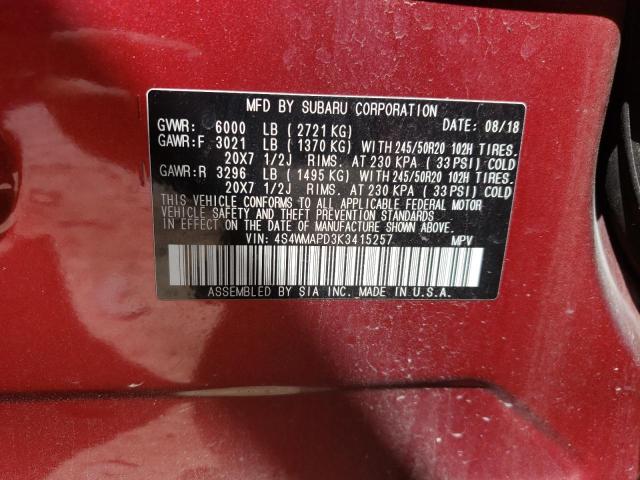 MFD BY SUBARU CORPORATION
GVWR: 6000 LB ( 2721 KG) DATE: 08/18
GAWR:F 3021 LB ( 1370 KG) WITH 245/50R20 102H TIRES.
20X7 1/2J RIMS. AT 230 KPA ( 33 PSI) COLD
GAWR:R 3296 LB ( 1495 KG) WITH 245/50R20 102H TIRES.
20X7 1/2J RIMS. AT 230 KPA ( 33 PSI) COLD
THIS VEHICLE CONFORMS TO ALL APPLICABLE FEDERAL MOTOR
VEHICLE SAFETY AND THEFT PREVENTION STANDARDS
IN EFFECT ON THE DATE OF MANUFACTURE SHOWN ABOVE.
VIN: 4S4WMAPD3K3415257 MPV
ASSEMBLED BY SIA INC. MADE IN U.S.A.